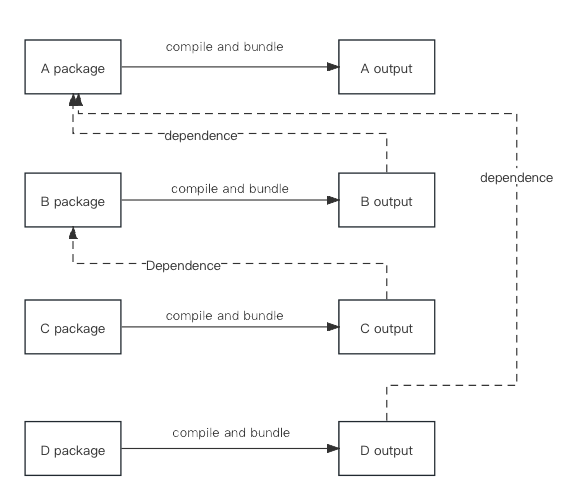 compile and bundle
A package
A output
dependence
dependence
compile and bundle
B package
B output
Dependence
compile and bundle
C package
C output
compile and bundle
D package
D output